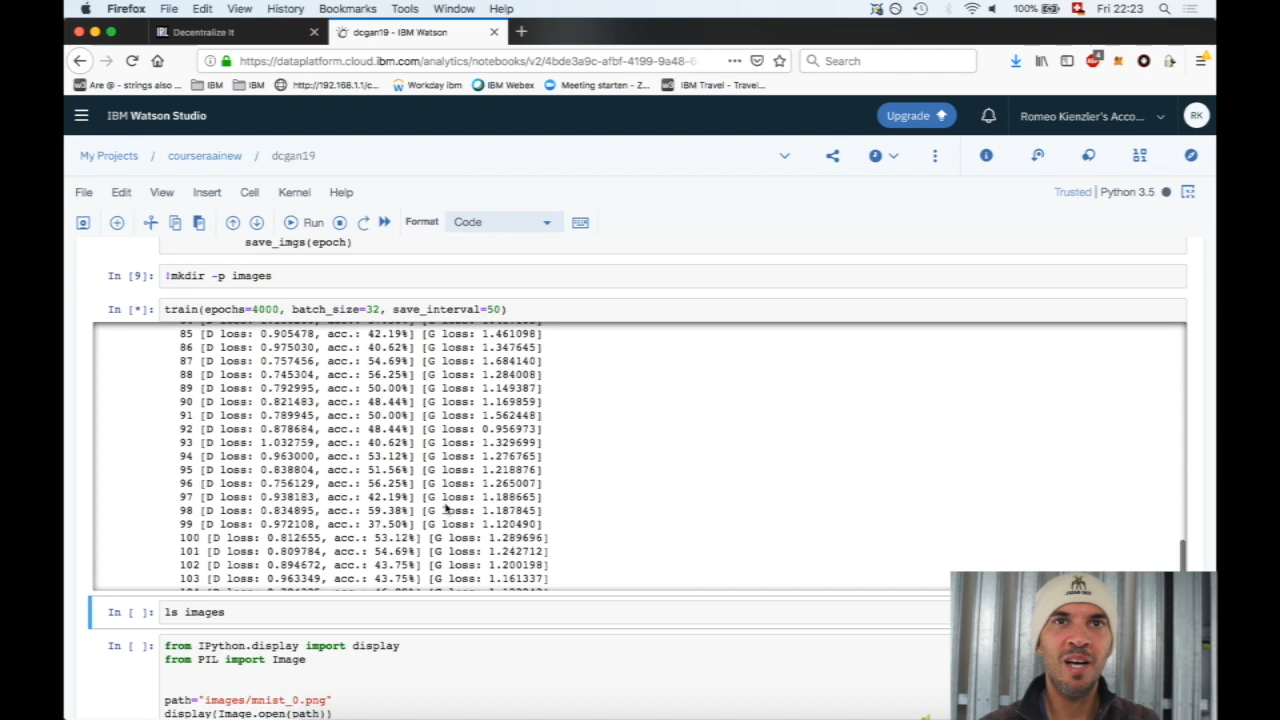 Firefox File Edit View History Bookmarks Tools Window Help 100% Fri 22:23
Decentralize It dcgan19 - IBM Watson
https://dataplatform.cloud.ibm.com/analytics/notebooks/v2/4bde3a9c-afbf-4199-9a48-6 Search
Are @ - strings also ... IBM IBM http://192.168.1.1/c... Workday ibm IBM Webex Meeting starten - Z... IBM Travel - Travel...
IBM Watson Studio Upgrade Romeo Kienzler's Acco... RK
My Projects / courseraainew / dcgan19
File Edit View Insert Cell Kernel Help Trusted | Python 3.5
Run Format Code
save_imgs(epoch)
In [9]: !mkdir -p images
In [*]: train(epochs=4000, batch_size=32, save_interval=50)
85 [D loss: 0.905478, acc.: 42.19%] [G loss: 1.461098]
86 [D loss: 0.975030, acc.: 40.62%] [G loss: 1.347645]
87 [D loss: 0.757456, acc.: 54.69%] [G loss: 1.684140]
88 [D loss: 0.745304, acc.: 56.25%] [G loss: 1.284008]
89 [D loss: 0.792995, acc.: 50.00%] [G loss: 1.149387]
90 [D loss: 0.821483, acc.: 48.44%] [G loss: 1.169859]
91 [D loss: 0.789945, acc.: 50.00%] [G loss: 1.562448]
92 [D loss: 0.878684, acc.: 48.44%] [G loss: 0.956973]
93 [D loss: 1.032759, acc.: 40.62%] [G loss: 1.329699]
94 [D loss: 0.963000, acc.: 53.12%] [G loss: 1.276765]
95 [D loss: 0.838804, acc.: 51.56%] [G loss: 1.218876]
96 [D loss: 0.756129, acc.: 56.25%] [G loss: 1.265007]
97 [D loss: 0.938183, acc.: 42.19%] [G loss: 1.188665]
98 [D loss: 0.834895, acc.: 59.38%] [G loss: 1.187845]
99 [D loss: 0.972108, acc.: 37.50%] [G loss: 1.120490]
100 [D loss: 0.812655, acc.: 53.12%] [G loss: 1.289696]
101 [D loss: 0.809784, acc.: 54.69%] [G loss: 1.242712]
102 [D loss: 0.894672, acc.: 43.75%] [G loss: 1.200198]
103 [D loss: 0.963349, acc.: 43.75%] [G loss: 1.161337]
In [ ]: ls images
In [ ]: from IPython.display import display
from PIL import Image
path="images/mnist_0.png"
display(Image.open(path))